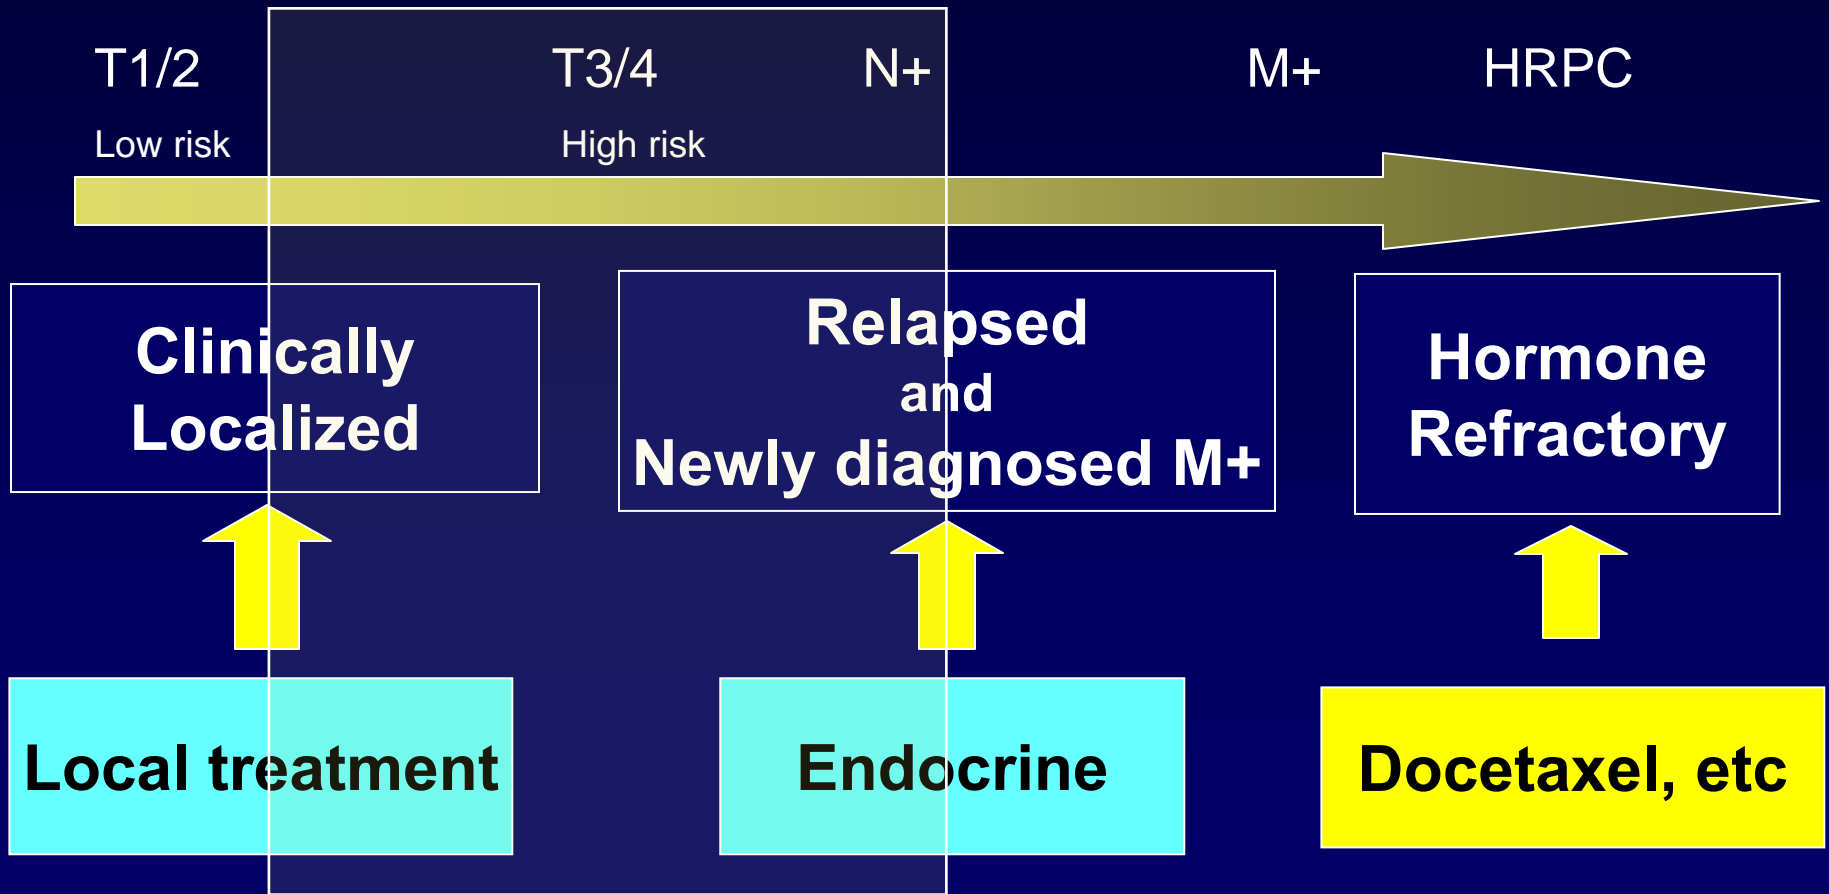 T1/2 T3/4 N+ M+ HRPC
Low risk High risk
Clinically
Localized
Relapsed
and
Newly diagnosed M+
Hormone
Refractory
Local treatment
Endocrine
Docetaxel, etc